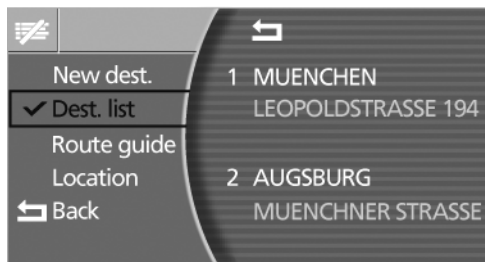 New dest.
Dest. list
Route guide
Location
Back
1 MUENCHEN
LEOPOLDSTRASSE 194
2 AUGSBURG
MUENCHNER STRASSE